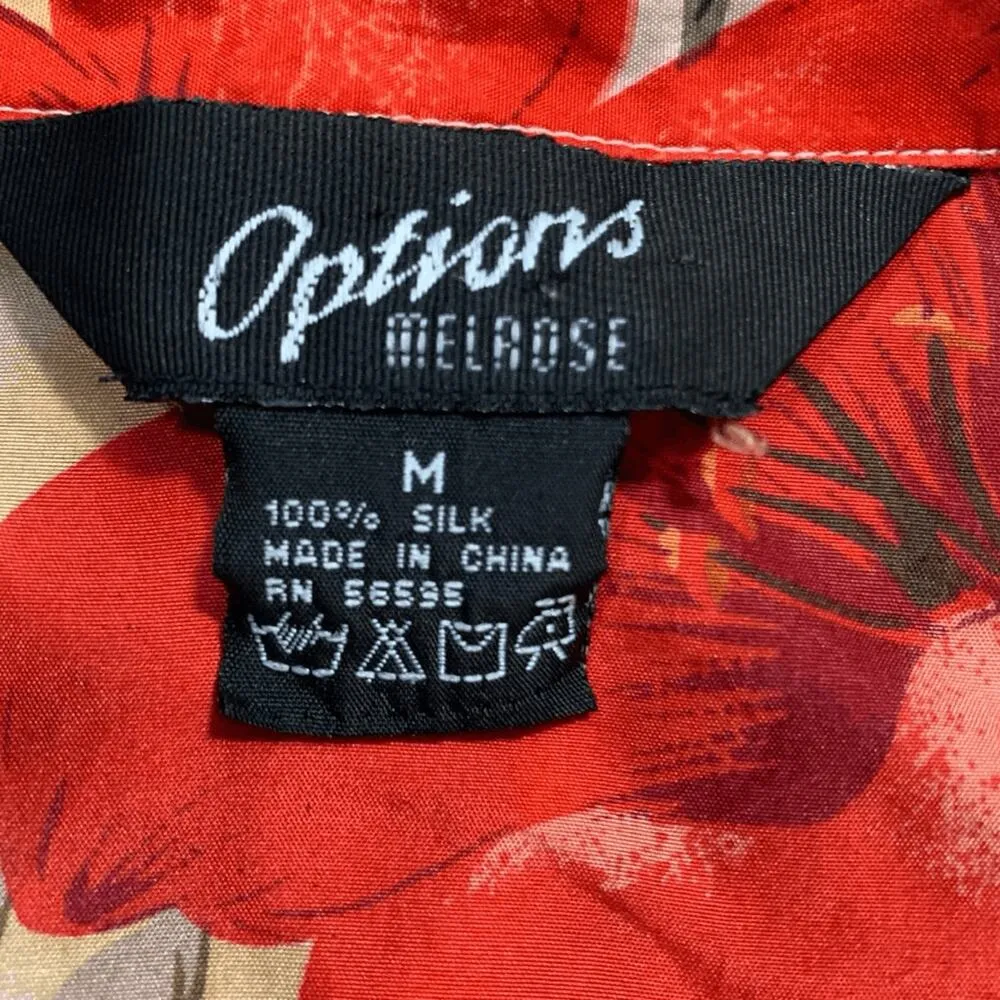 Options
MELROSE
M
100% SILK
MADE IN CHINA
RN 56595